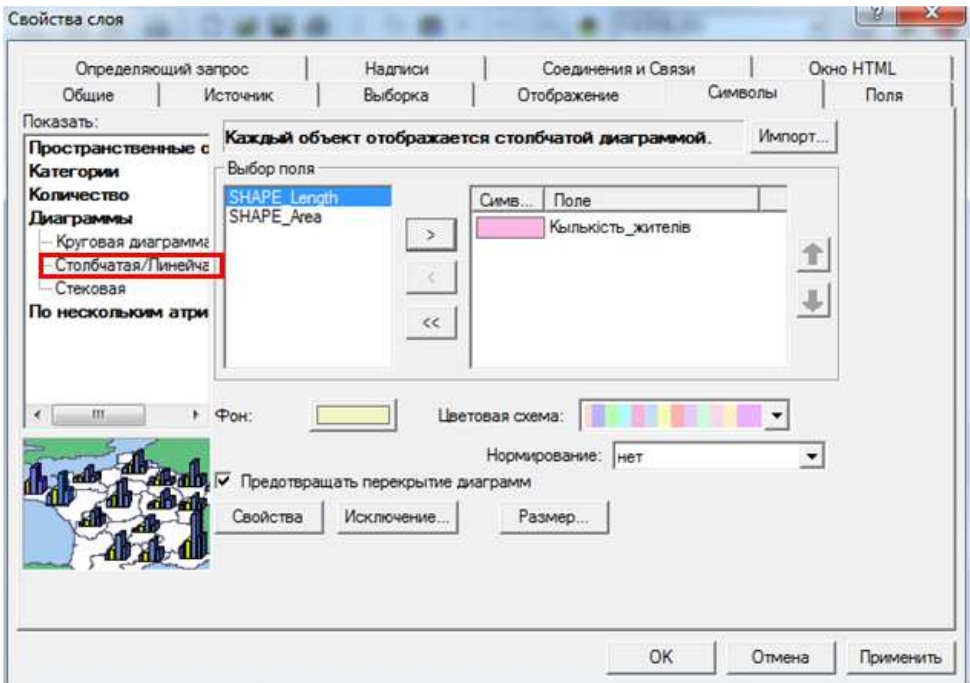 Свойства слоя
Определяющий запрос
Надписи
Соединения и Связи
Окно HTML
Общие
Источник
Выборка
Отображение
Символы
Поля
Показать:
Пространственные о
Категории
Количество
Диаграммы
Круговая диаграмма
Столбчатая/Линейча
Стековая
По нескольким атри
Каждый объект отображается столбчатой диаграммой.
Импорт...
Выбор поля
SHAPE_Length
SHAPE_Area
>
<
<<
Симв...
Поле
Кылькість_жителів
Фон:
Цветовая схема:
Нормирование:
нет
Предотвращать перекрытие диаграмм
Свойства
Исключение...
Размер...
OK
Отмена
Применить